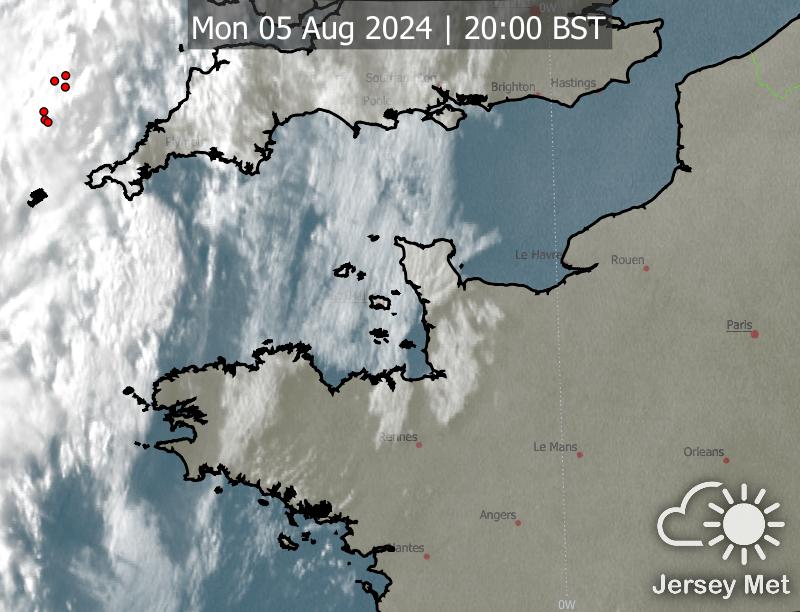 0W
Mon 05 Aug 2024 | 20:00 BST
Southampton
Brighton
Hastings
Poole
Plymouth
Le Havre
Rouen
Paris
Rennes
Le Mans
Orleans
Angers
Nantes
Jersey Met
0W